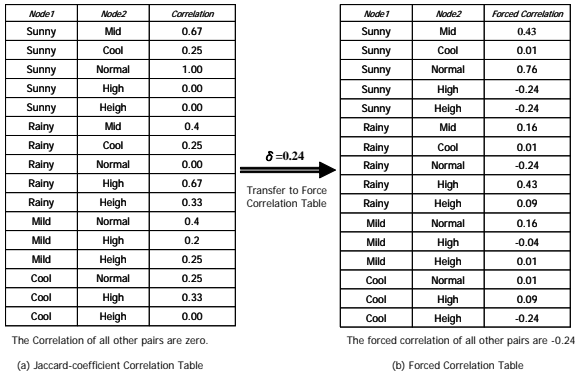 Node1 Node2 Correlation
Sunny Mid 0.67
Sunny Cool 0.25
Sunny Normal 1.00
Sunny High 0.00
Sunny Heigh 0.00
Rainy Mid 0.4
Rainy Cool 0.25
Rainy Normal 0.00
Rainy High 0.67
Rainy Heigh 0.33
Mild Normal 0.4
Mild High 0.2
Mild Heigh 0.25
Cool Normal 0.25
Cool High 0.33
Cool Heigh 0.00
The Correlation of all other pairs are zero.
(a) Jaccard-coefficient Correlation Table
δ=0.24
Transfer to Force
Correlation Table
Node1 Node2 Forced Correlation
Sunny Mid 0.43
Sunny Cool 0.01
Sunny Normal 0.76
Sunny High -0.24
Sunny Heigh -0.24
Rainy Mid 0.16
Rainy Cool 0.01
Rainy Normal -0.24
Rainy High 0.43
Rainy Heigh 0.09
Mild Normal 0.16
Mild High -0.04
Mild Heigh 0.01
Cool Normal 0.01
Cool High 0.09
Cool Heigh -0.24
The forced correlation of all other pairs are -0.24
(b) Forced Correlation Table